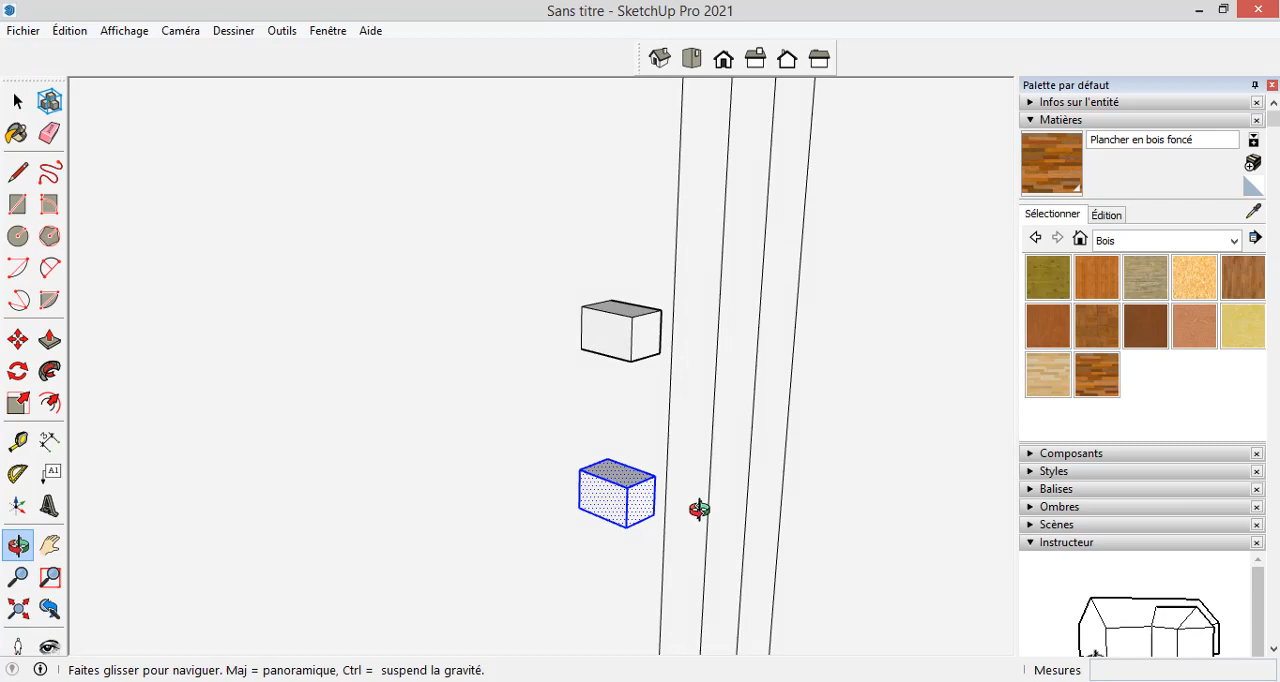 Sans titre - SketchUp Pro 2021
Fichier Édition Affichage Caméra Dessiner Outils Fenêtre Aide
Palette par défaut
Infos sur l'entité
Matières
Plancher en bois foncé
Sélectionner Édition
Bois
Composants
Styles
Balises
Ombres
Scènes
Instructeur
A1
Faites glisser pour naviguer. Maj = panoramique, Ctrl = suspend la gravité.
Mesures